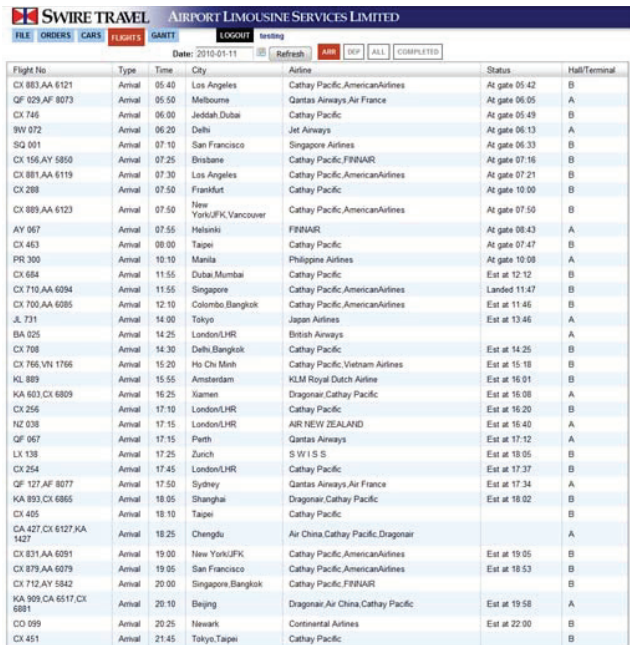 SWIRE TRAVEL AIRPORT LIMOUSINE SERVICES LIMITED
FILE ORDERS CARS FLIGHTS GANTT LOGOUT testing
Date: 2010-01-11 Refresh ARR DEP ALL COMPLETED
Flight No Type Time City Airline Status Hall/Terminal
CX 883,AA 6121 Arrival 05:40 Los Angeles Cathay Pacific,AmericanAirlines At gate 05:42 B
QF 029,AF 8073 Arrival 05:50 Melbourne Qantas Airways,Air France At gate 06:05 A
CX 746 Arrival 06:00 Jeddah,Dubai Cathay Pacific At gate 05:49 B
9W 072 Arrival 06:20 Delhi Jet Airways At gate 06:13 A
SQ 001 Arrival 07:10 San Francisco Singapore Airlines At gate 06:33 B
CX 156,AY 5850 Arrival 07:25 Brisbane Cathay Pacific,FINNAIR At gate 07:16 B
CX 881,AA 6119 Arrival 07:30 Los Angeles Cathay Pacific,AmericanAirlines At gate 07:21 B
CX 288 Arrival 07:50 Frankfurt Cathay Pacific At gate 10:00 B
New
CX 889,AA 6123 Arrival 07:50 York/JFK,Vancouver Cathay Pacific,AmericanAirlines At gate 07:50 B
AY 067 Arrival 07:55 Helsinki FINNAIR At gate 08:43 A
CX 463 Arrival 08:00 Taipei Cathay Pacific At gate 07:47 B
PR 300 Arrival 10:10 Manila Philippine Airlines At gate 10:08 A
CX 684 Arrival 11:55 Dubai,Mumbai Cathay Pacific Est at 12:12 B
CX 710,AA 6094 Arrival 11:55 Singapore Cathay Pacific,AmericanAirlines Landed 11:47 B
CX 700,AA 6085 Arrival 12:10 Colombo,Bangkok Cathay Pacific,AmericanAirlines Est at 11:46 B
JL 731 Arrival 14:00 Tokyo Japan Airlines Est at 13:46 A
BA 025 Arrival 14:25 London/LHR British Airways A
CX 708 Arrival 14:30 Delhi,Bangkok Cathay Pacific Est at 14:25 B
CX 766,VN 1766 Arrival 15:20 Ho Chi Minh Cathay Pacific,Vietnam Airlines Est at 15:18 B
KL 889 Arrival 15:55 Amsterdam KLM Royal Dutch Airline Est at 16:01 B
KA 603,CX 6809 Arrival 16:25 Xiamen Dragonair,Cathay Pacific Est at 16:08 A
CX 256 Arrival 17:10 London/LHR Cathay Pacific Est at 16:20 B
NZ 038 Arrival 17:15 London/LHR AIR NEW ZEALAND Est at 16:40 A
QF 067 Arrival 17:15 Perth Qantas Airways Est at 17:12 A
LX 138 Arrival 17:25 Zurich S W I S S Est at 18:05 B
CX 254 Arrival 17:45 London/LHR Cathay Pacific Est at 17:37 B
QF 127,AF 8077 Arrival 17:50 Sydney Qantas Airways,Air France Est at 17:34 A
KA 893,CX 6865 Arrival 18:05 Shanghai Dragonair,Cathay Pacific Est at 18:02 B
CX 405 Arrival 18:10 Taipei Cathay Pacific B
CA 427,CX 6127,KA
1427 Arrival 18:25 Chengdu Air China,Cathay Pacific,Dragonair A
CX 831,AA 6091 Arrival 19:00 New York/JFK Cathay Pacific,AmericanAirlines Est at 19:05 B
CX 879,AA 6079 Arrival 19:05 San Francisco Cathay Pacific,AmericanAirlines Est at 18:53 B
CX 712,AY 5842 Arrival 20:00 Singapore,Bangkok Cathay Pacific,FINNAIR B
KA 909,CA 6517,CX
6881 Arrival 20:10 Beijing Dragonair,Air China,Cathay Pacific Est at 19:58 A
CO 099 Arrival 20:25 Newark Continental Airlines Est at 22:00 B
CX 451 Arrival 21:45 Tokyo,Taipei Cathay Pacific B